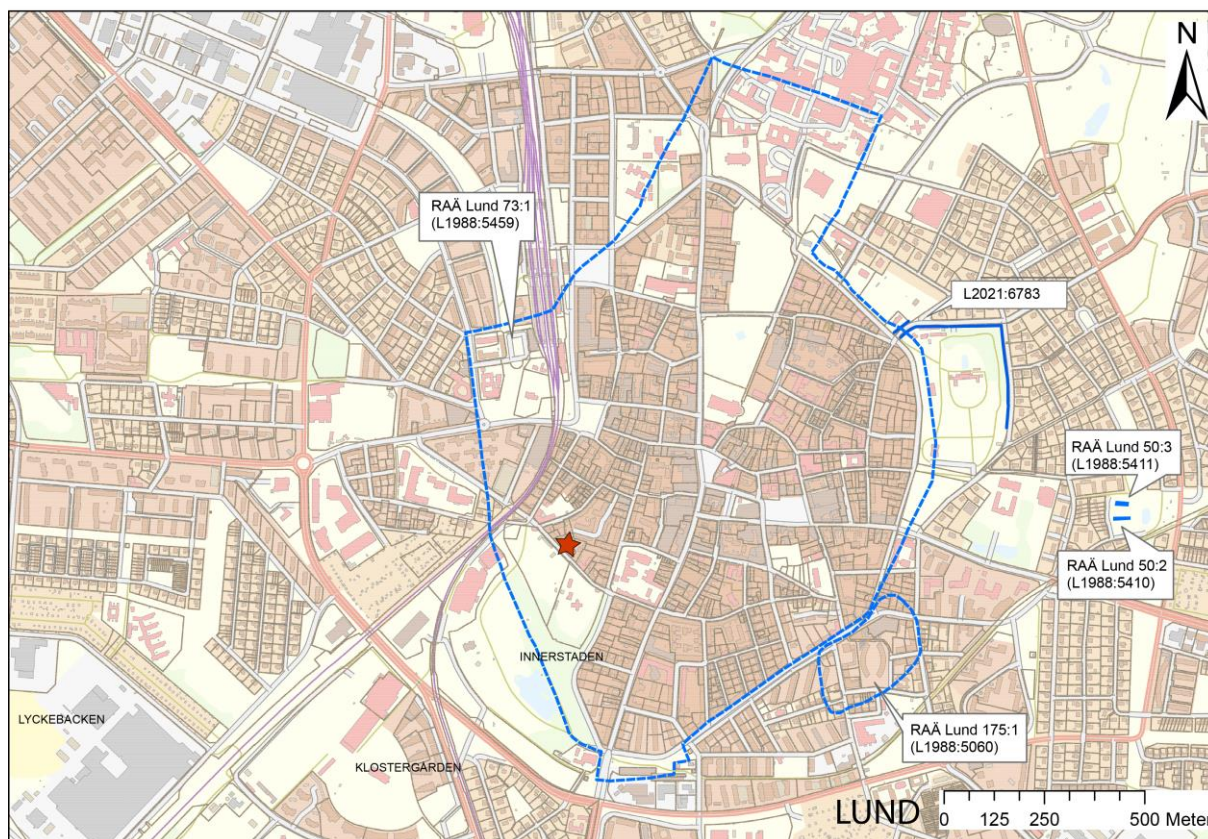 N
RAÄ Lund 73:1
(L1988:5459)
L2021:6783
RAÄ Lund 50:3
(L1988:5411)
RAÄ Lund 50:2
(L1988:5410)
INNERSTADEN
LYCKEBACKEN
KLOSTERGÅRDEN
RAÄ Lund 175:1
(L1988:5060)
LUND
0 125 250 500 Meter